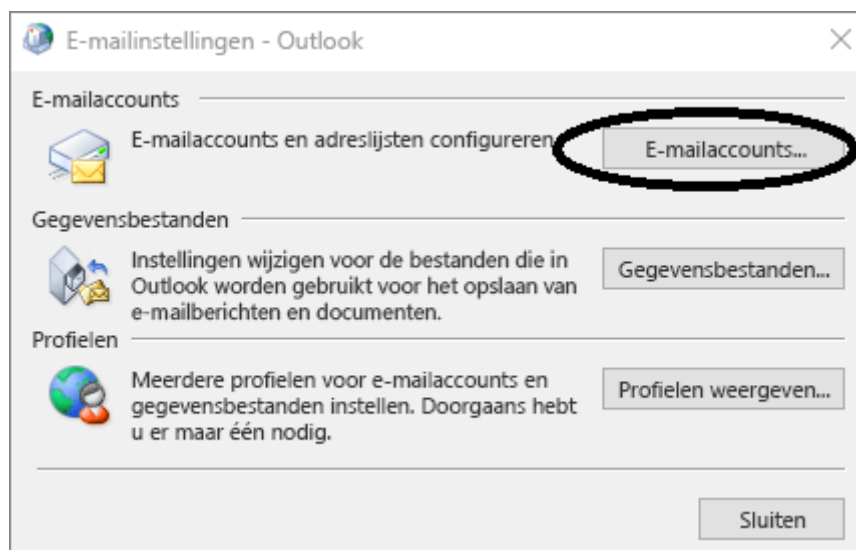 E-mailinstellingen - Outlook
E-mailaccounts
E-mailaccounts en adreslijsten configureren.
E-mailaccounts...
Gegevensbestanden
Instellingen wijzigen voor de bestanden die in
Outlook worden gebruikt voor het opslaan van
e-mailberichten en documenten.
Gegevensbestanden...
Profielen
Meerdere profielen voor e-mailaccounts en
gegevensbestanden instellen. Doorgaans hebt
u er maar één nodig.
Profielen weergeven...
Sluiten